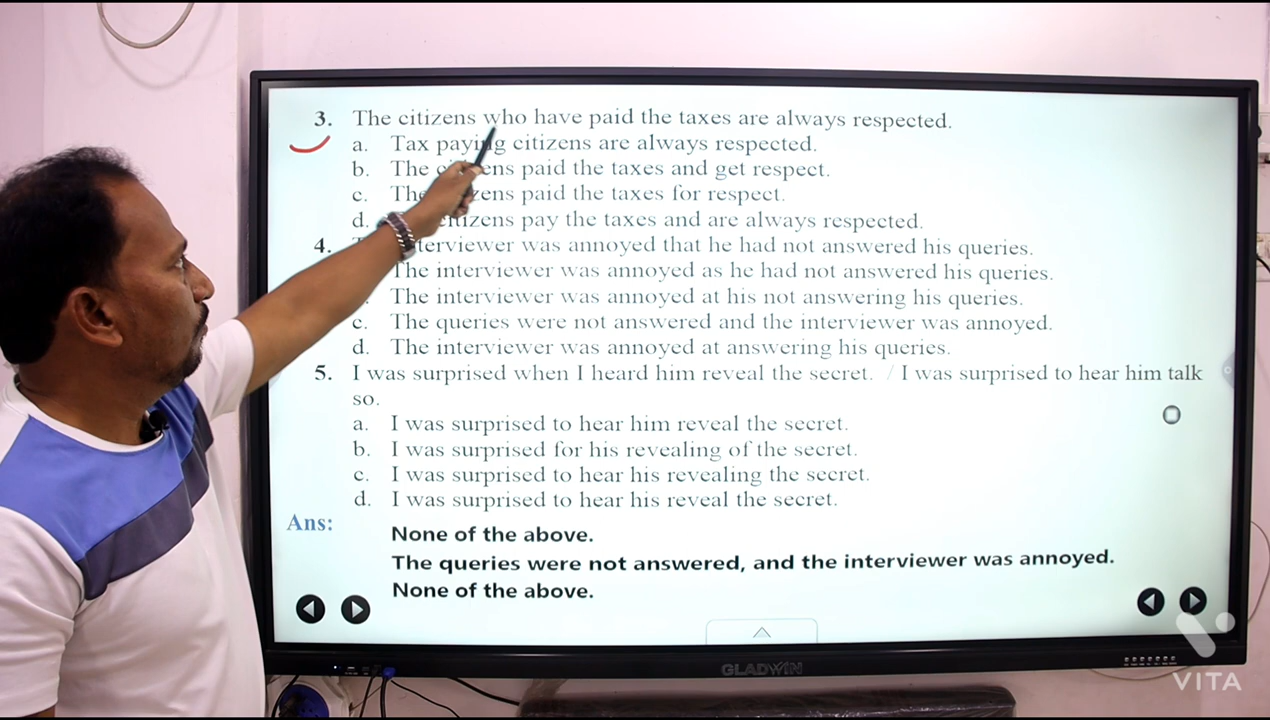 3. The citizens who have paid the taxes are always respected.
a. Tax paying citizens are always respected.
b. The paid the taxes and get respect.
c. paid the taxes for respect.
d. citizens pay the taxes and are always respected.
4. was annoyed that he had not answered his queries.
The interviewer was annoyed as he had not answered his queries.
The interviewer was annoyed at his not answering his queries.
c. The queries were not answered and the interviewer was annoyed.
d. The interviewer was annoyed at answering his queries.
5. I was surprised when I heard him reveal the secret. / I was surprised to hear him talk
so.
a. I was surprised to hear him reveal the secret.
b. I was surprised for his revealing of the secret.
c. I was surprised to hear his revealing the secret.
d. I was surprised to hear his reveal the secret.
Ans:
None of the above.
The queries were not answered, and the interviewer was annoyed.
None of the above.
GLADWIN
VITA